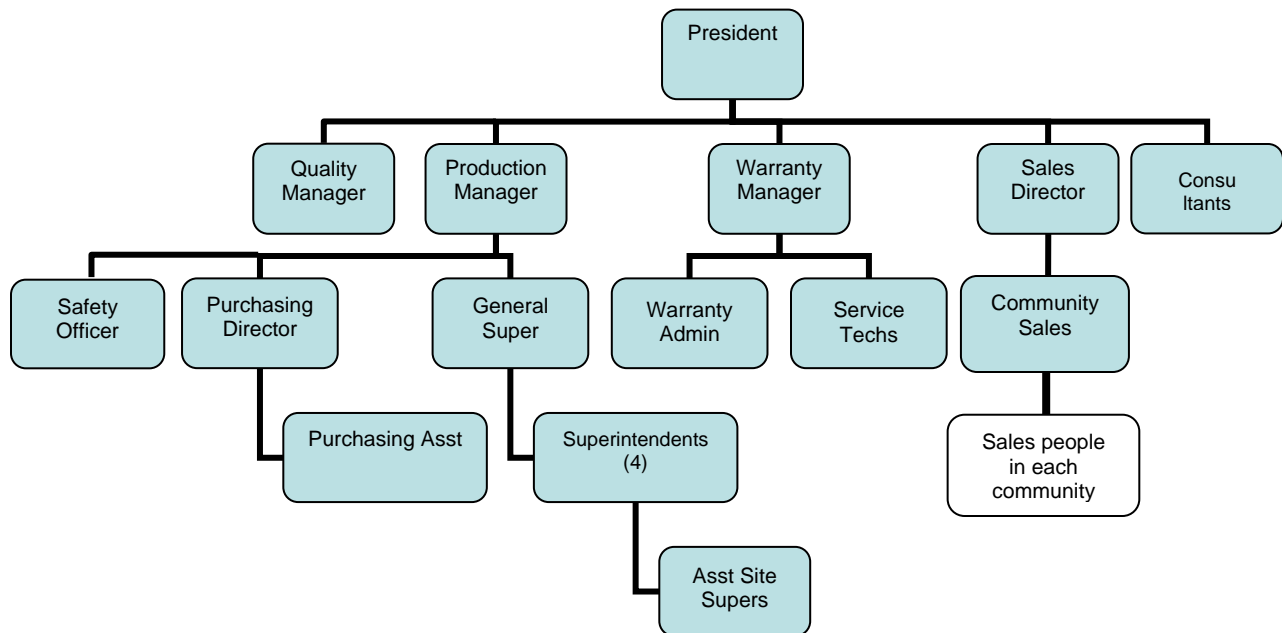 President
Quality
Manager
Production
Manager
Warranty
Manager
Sales
Director
Consu
ltants
Safety
Officer
Purchasing
Director
General
Super
Warranty
Admin
Service
Techs
Community
Sales
Purchasing Asst
Superintendents
(4)
Sales people
in each
community
Asst Site
Supers